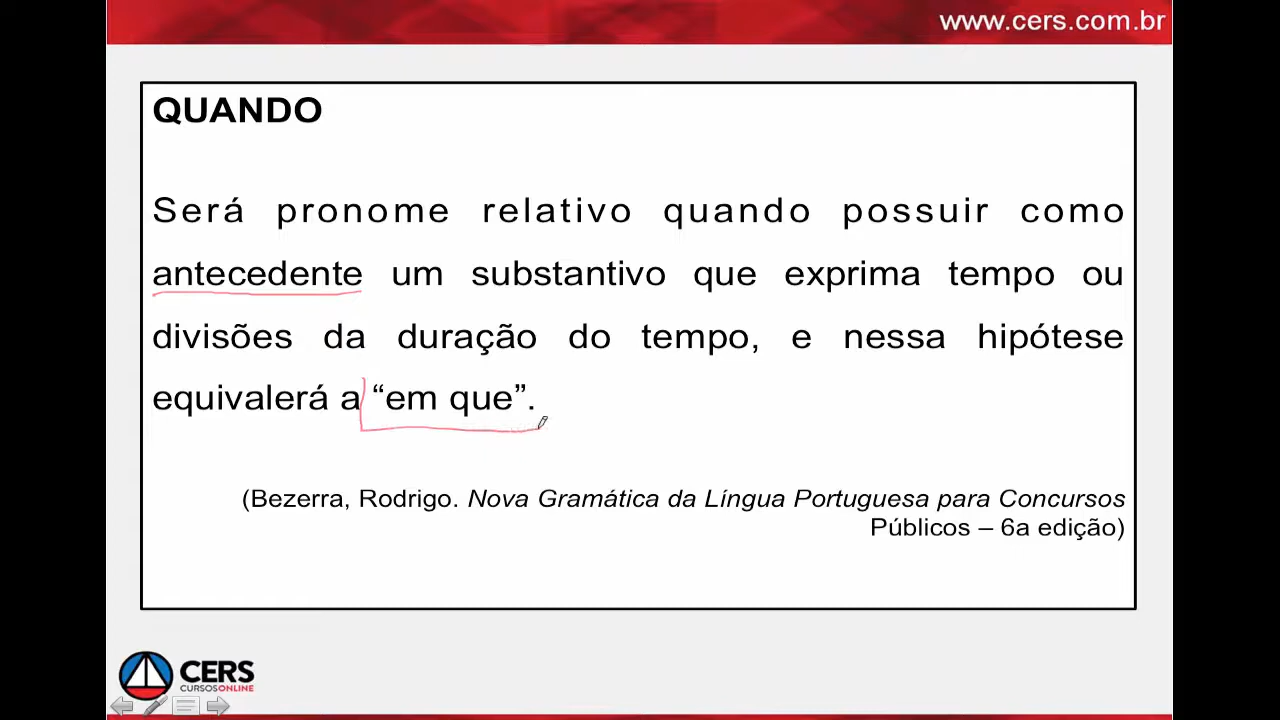 www.cers.com.br
QUANDO
Será pronome relativo quando possuir como
antecedente um substantivo que exprima tempo ou
divisões da duração do tempo, e nessa hipótese
equivalerá a “em que”.
(Bezerra, Rodrigo. Nova Gramática da Língua Portuguesa para Concursos
Públicos – 6a edição)
CERS
CURSOSONLINE